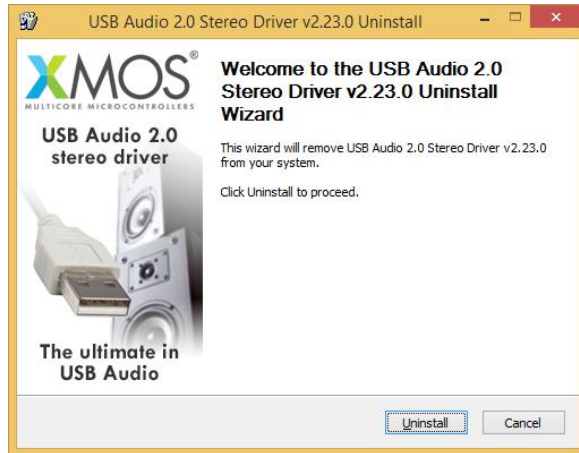 USB Audio 2.0 Stereo Driver v2.23.0 Uninstall
XMOS®
MULTICORE MICROCONTROLLERS
USB Audio 2.0
stereo driver
The ultimate in
USB Audio
Welcome to the USB Audio 2.0
Stereo Driver v2.23.0 Uninstall
Wizard
This wizard will remove USB Audio 2.0 Stereo Driver v2.23.0
from your system.
Click Uninstall to proceed.
Uninstall
Cancel